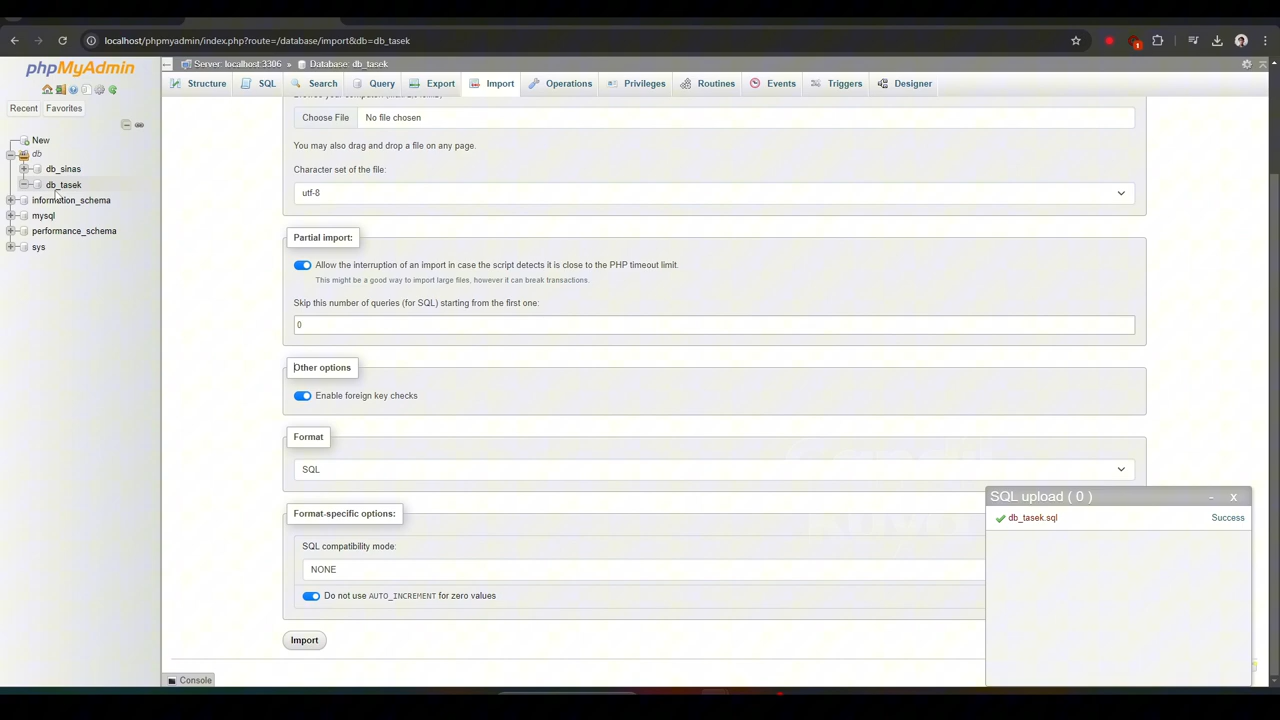 localhost/phpmyadmin/index.php?route=/database/import&db=db_tasek
1
phpMyAdmin
Server: localhost:3306 » Database: db_tasek
Structure SQL Search Query Export Import Operations Privileges Routines Events Triggers Designer
Recent Favorites
Choose File No file chosen
New
You may also drag and drop a file on any page.
db
db_sinas
Character set of the file:
db_tasek
utf-8
information_schema
mysql
performance_schema
Partial import:
sys
Allow the interruption of an import in case the script detects it is close to the PHP timeout limit.
This might be a good way to import large files, however it can break transactions.
Skip this number of queries (for SQL) starting from the first one:
0
Other options
Enable foreign key checks
Format
SQL
SQL upload ( 0 ) - x
Format-specific options:
db_tasek.sql Success
SQL compatibility mode:
NONE
Do not use AUTO_INCREMENT for zero values
Import
Console